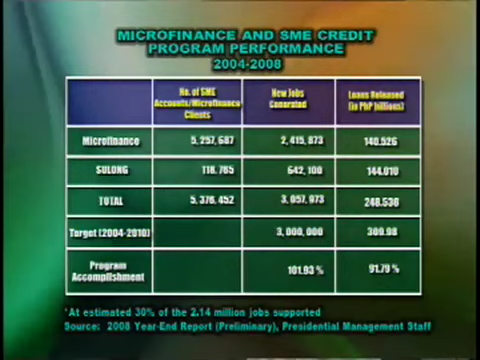 MICROFINANCE AND SME CREDIT
PROGRAM PERFORMANCE
2004-2008
No. of SME Accounts/Microfinance Clients | New Jobs Generated | Loans Released (in PhP billions)
Microfinance | 5,257,687 | 2,415,873 | 140.526
SULONG | 118,765 | 642,100 | 144.010
TOTAL | 5,376,452 | 3,057,973 | 248.536
Target (2004-2010) | 3,000,000 | 309.98
Program Accomplishment | 101.93 % | 91.79 %
*At estimated 30% of the 2.14 million jobs supported
Source: 2008 Year-End Report (Preliminary), Presidential Management Staff